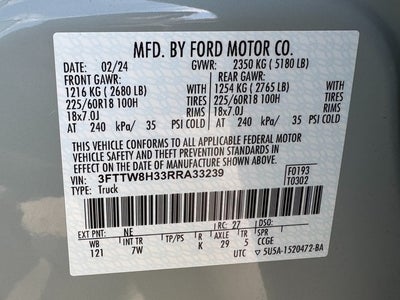 MFD. BY FORD MOTOR CO.
DATE: 02/24 GVWR: 2350 KG ( 5180 LB)
FRONT GAWR: REAR GAWR:
1216 KG ( 2680 LB) WITH 1254 KG ( 2765 LB) WITH
225/60R18 100H TIRES 225/60R18 100H TIRES
18x7.0J RIMS 18x7.0J RIMS
AT 240 kPa/ 35 PSI COLD AT 240 kPa/ 35 PSI COLD
THIS VEHICLE CONFORMS TO ALL APPLICABLE FEDERAL MOTOR
VEHICLE SAFETY AND BUMPER STANDARDS IN
EFFECT ON THE DATE OF MANUFACTURE SHOWN ABOVE.
VIN: 3FTTW8H33RRA33239 F0193
TYPE: Truck T0302
EXT PNT: NE RC: 27 DSO:
WB BRK INT TR TP/PS R AXLE TR SPR
121 7W K 29 5 CCGE
UTC 5U5A-1520472-BA